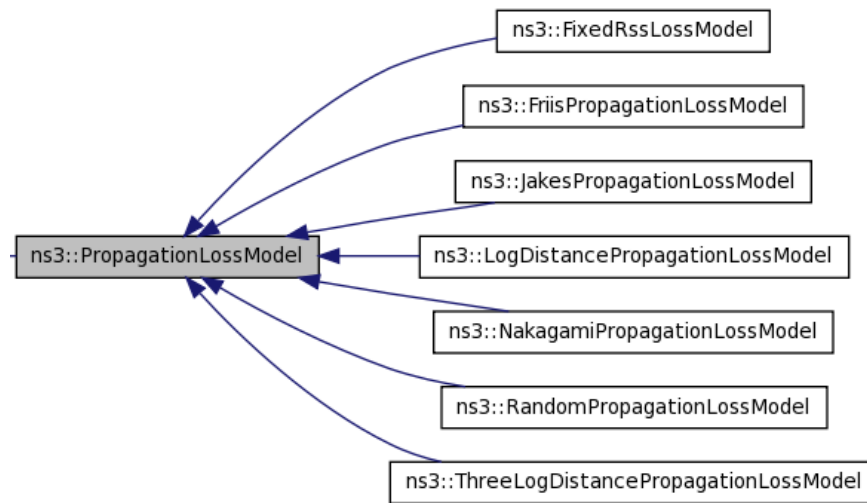 ns3::FixedRssLossModel
ns3::FriisPropagationLossModel
ns3::JakesPropagationLossModel
ns3::PropagationLossModel
ns3::LogDistancePropagationLossModel
ns3::NakagamiPropagationLossModel
ns3::RandomPropagationLossModel
ns3::ThreeLogDistancePropagationLossModel